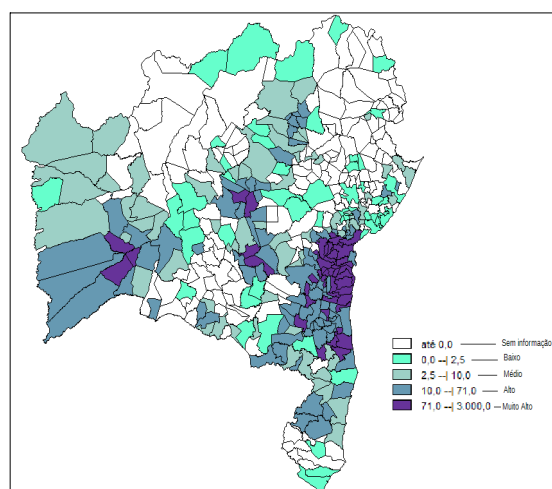 até 0,0 Sem informação
0,0 --| 2,5 Baixo
2,5 --| 10,0 Médio
10,0 --| 71,0 Alto
71,0 --| 3.000,0 Muito Alto